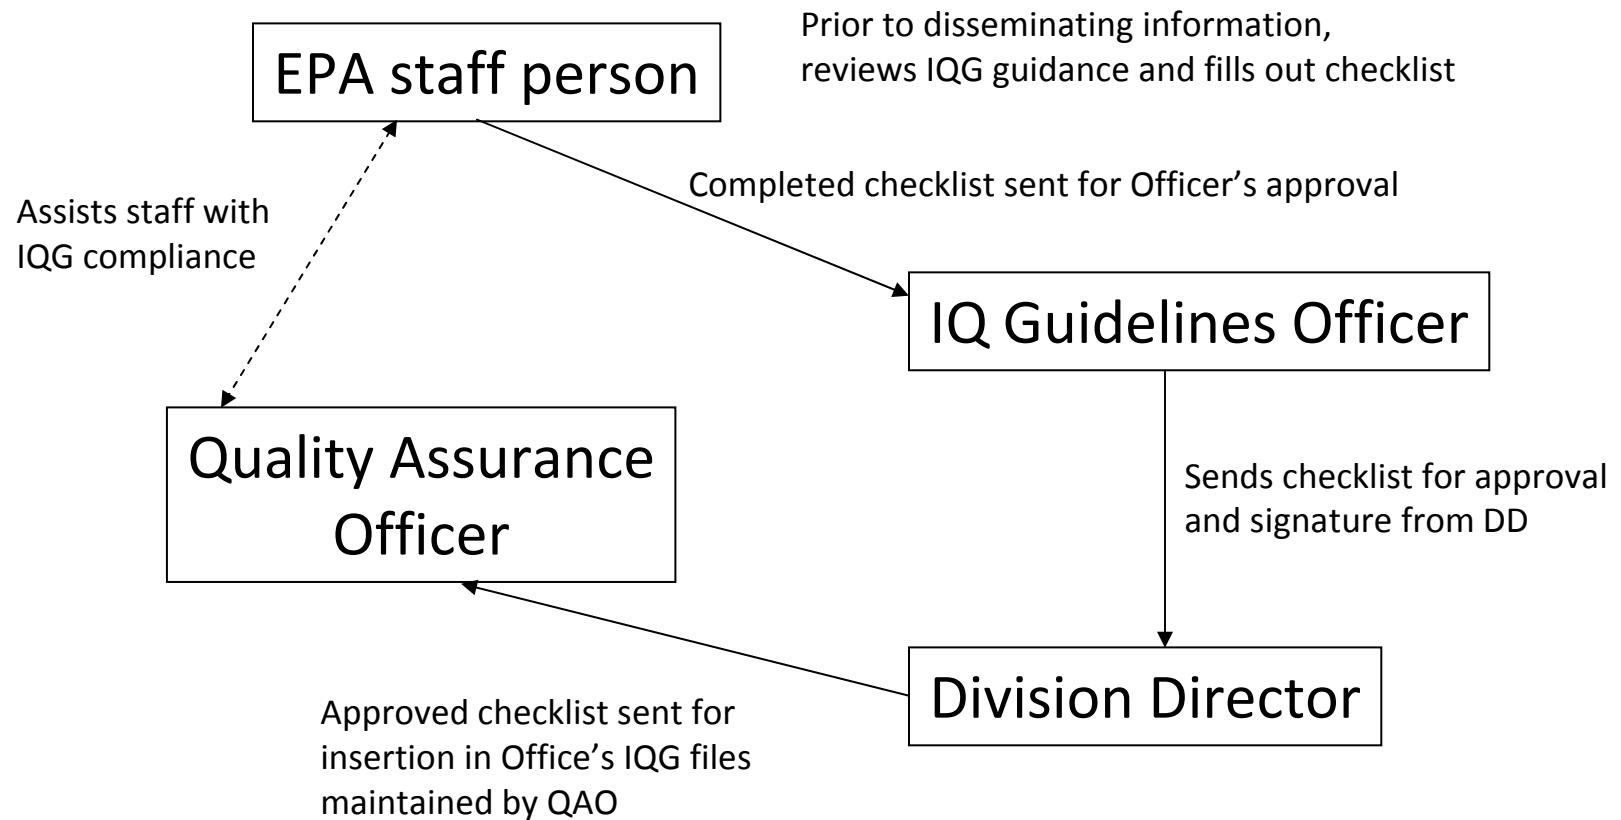 Prior to disseminating information,
reviews IQG guidance and fills out checklist
EPA staff person
Completed checklist sent for Officer’s approval
Assists staff with
IQG compliance
IQ Guidelines Officer
Quality Assurance
Officer
Sends checklist for approval
and signature from DD
Division Director
Approved checklist sent for
insertion in Office’s IQG files
maintained by QAO